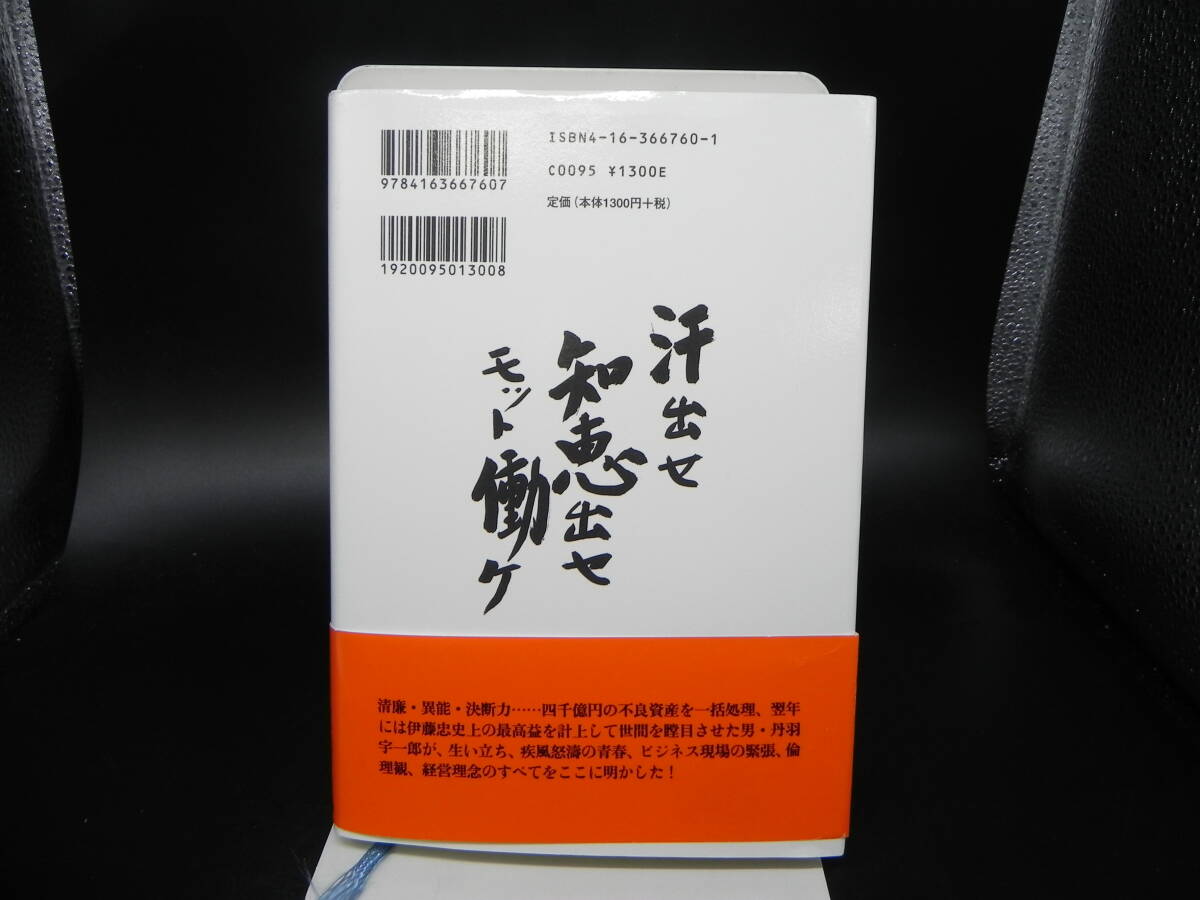 ISBN4-16-366760-1
9784163667607
C0095 ¥1300E
定価(本体1300円+税)
1920095013008
汗出せ
知恵出セ
モット働ケ
清廉・異能・決断力……四千億円の不良資産を一括処理、翌年
には伊藤忠史上の最高益を計上して世間を瞠目させた男・丹羽
宇一郎が、生い立ち、疾風怒濤の青春、ビジネス現場の緊張、倫
理観、経営理念のすべてをここに明かした!